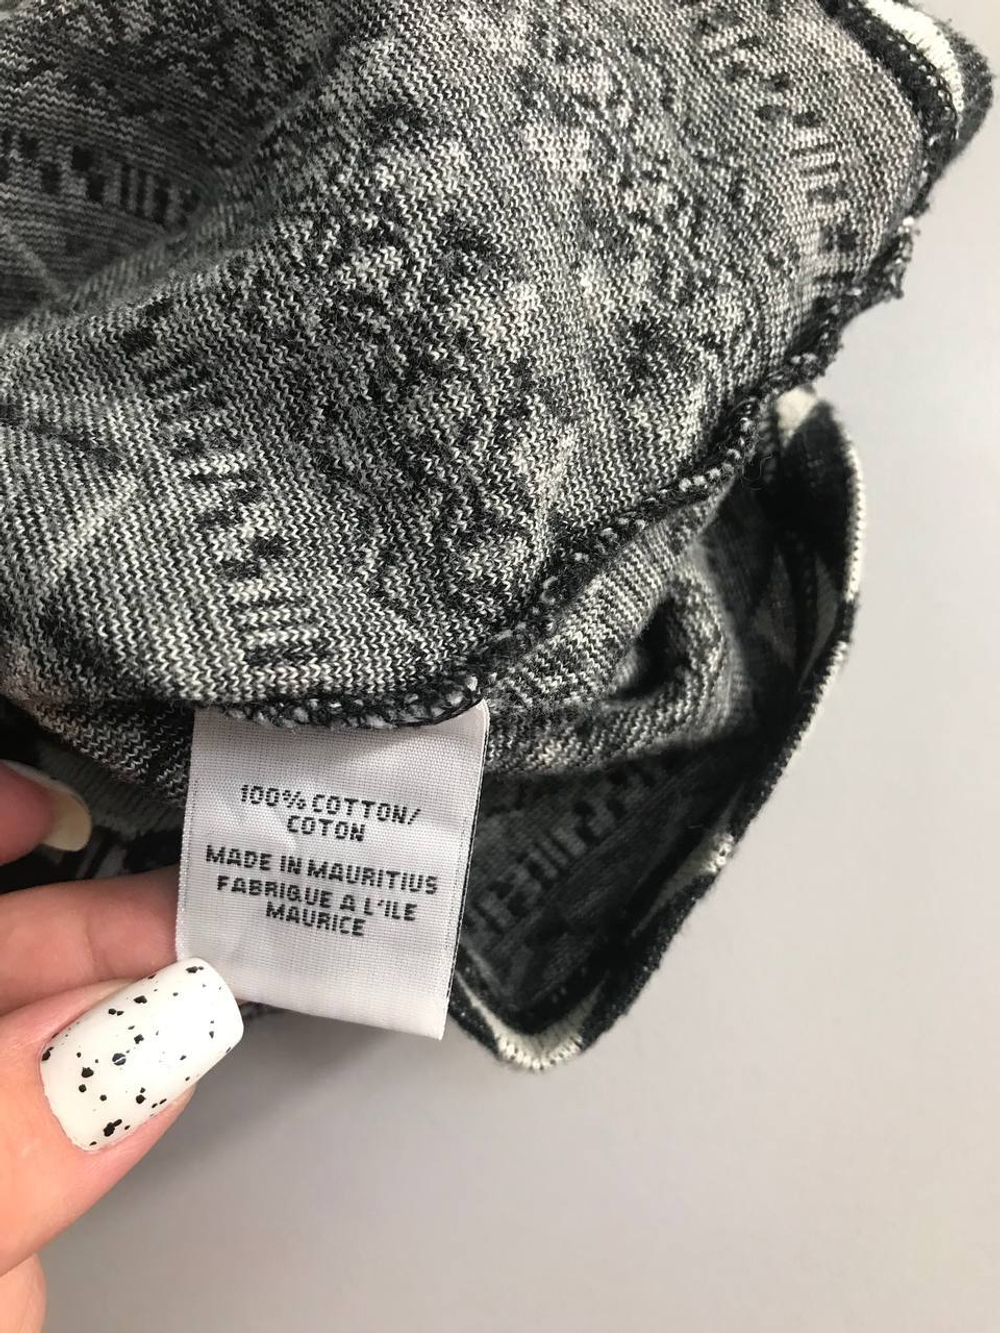 100% COTTON/
COTON
MADE IN MAURITIUS
FABRIQUE A L'ILE
MAURICE